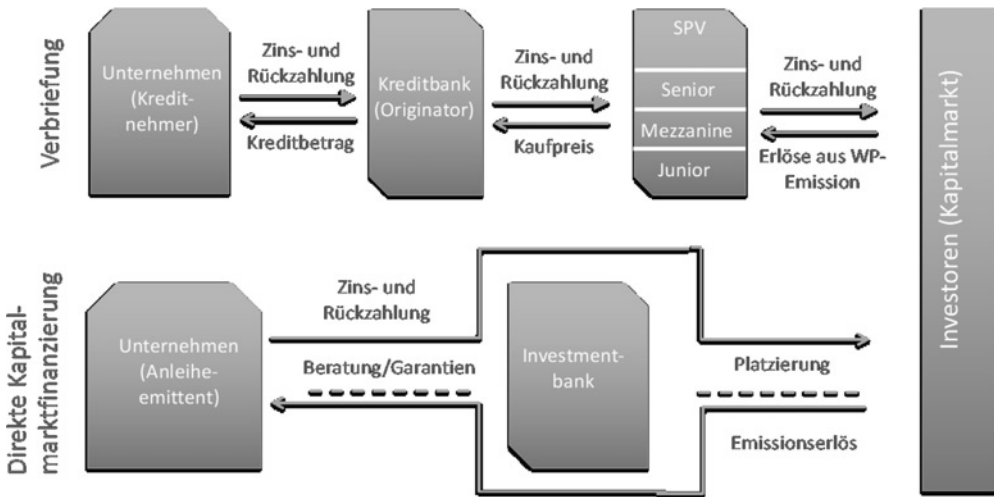 Verbriefung
Unternehmen
(Kredit-
nehmer)
Zins- und
Rückzahlung
Kreditbetrag
Kreditbank
(Originator)
Zins- und
Rückzahlung
Kaufpreis
SPV
Senior
Mezzanine
Junior
Zins- und
Rückzahlung
Erlöse aus WP-
Emission
Investoren (Kapitalmarkt)
Direkte Kapital-
marktfinanzierung
Unternehmen
(Anleihe-
emittent)
Zins- und
Rückzahlung
Beratung/Garantien
Investment-
bank
Platzierung
Emissionserlös